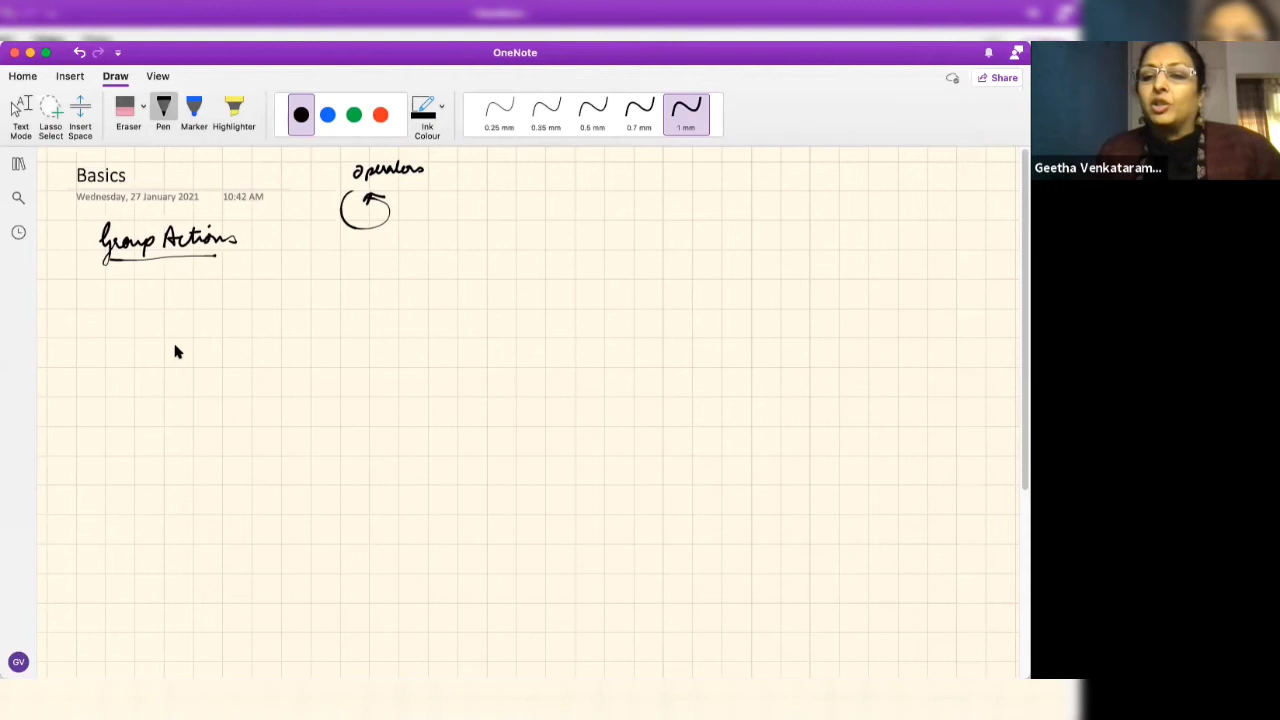 OneNote
Home Insert Draw View
Share
Text Mode
Lasso Select
Insert Space
Eraser
Pen
Marker
Highlighter
Ink Colour
0.25 mm
0.35 mm
0.5 mm
0.7 mm
1 mm
Geetha Venkataram...
Basics
Wednesday, 27 January 2021 10:42 AM
operators
Group Actions
GV